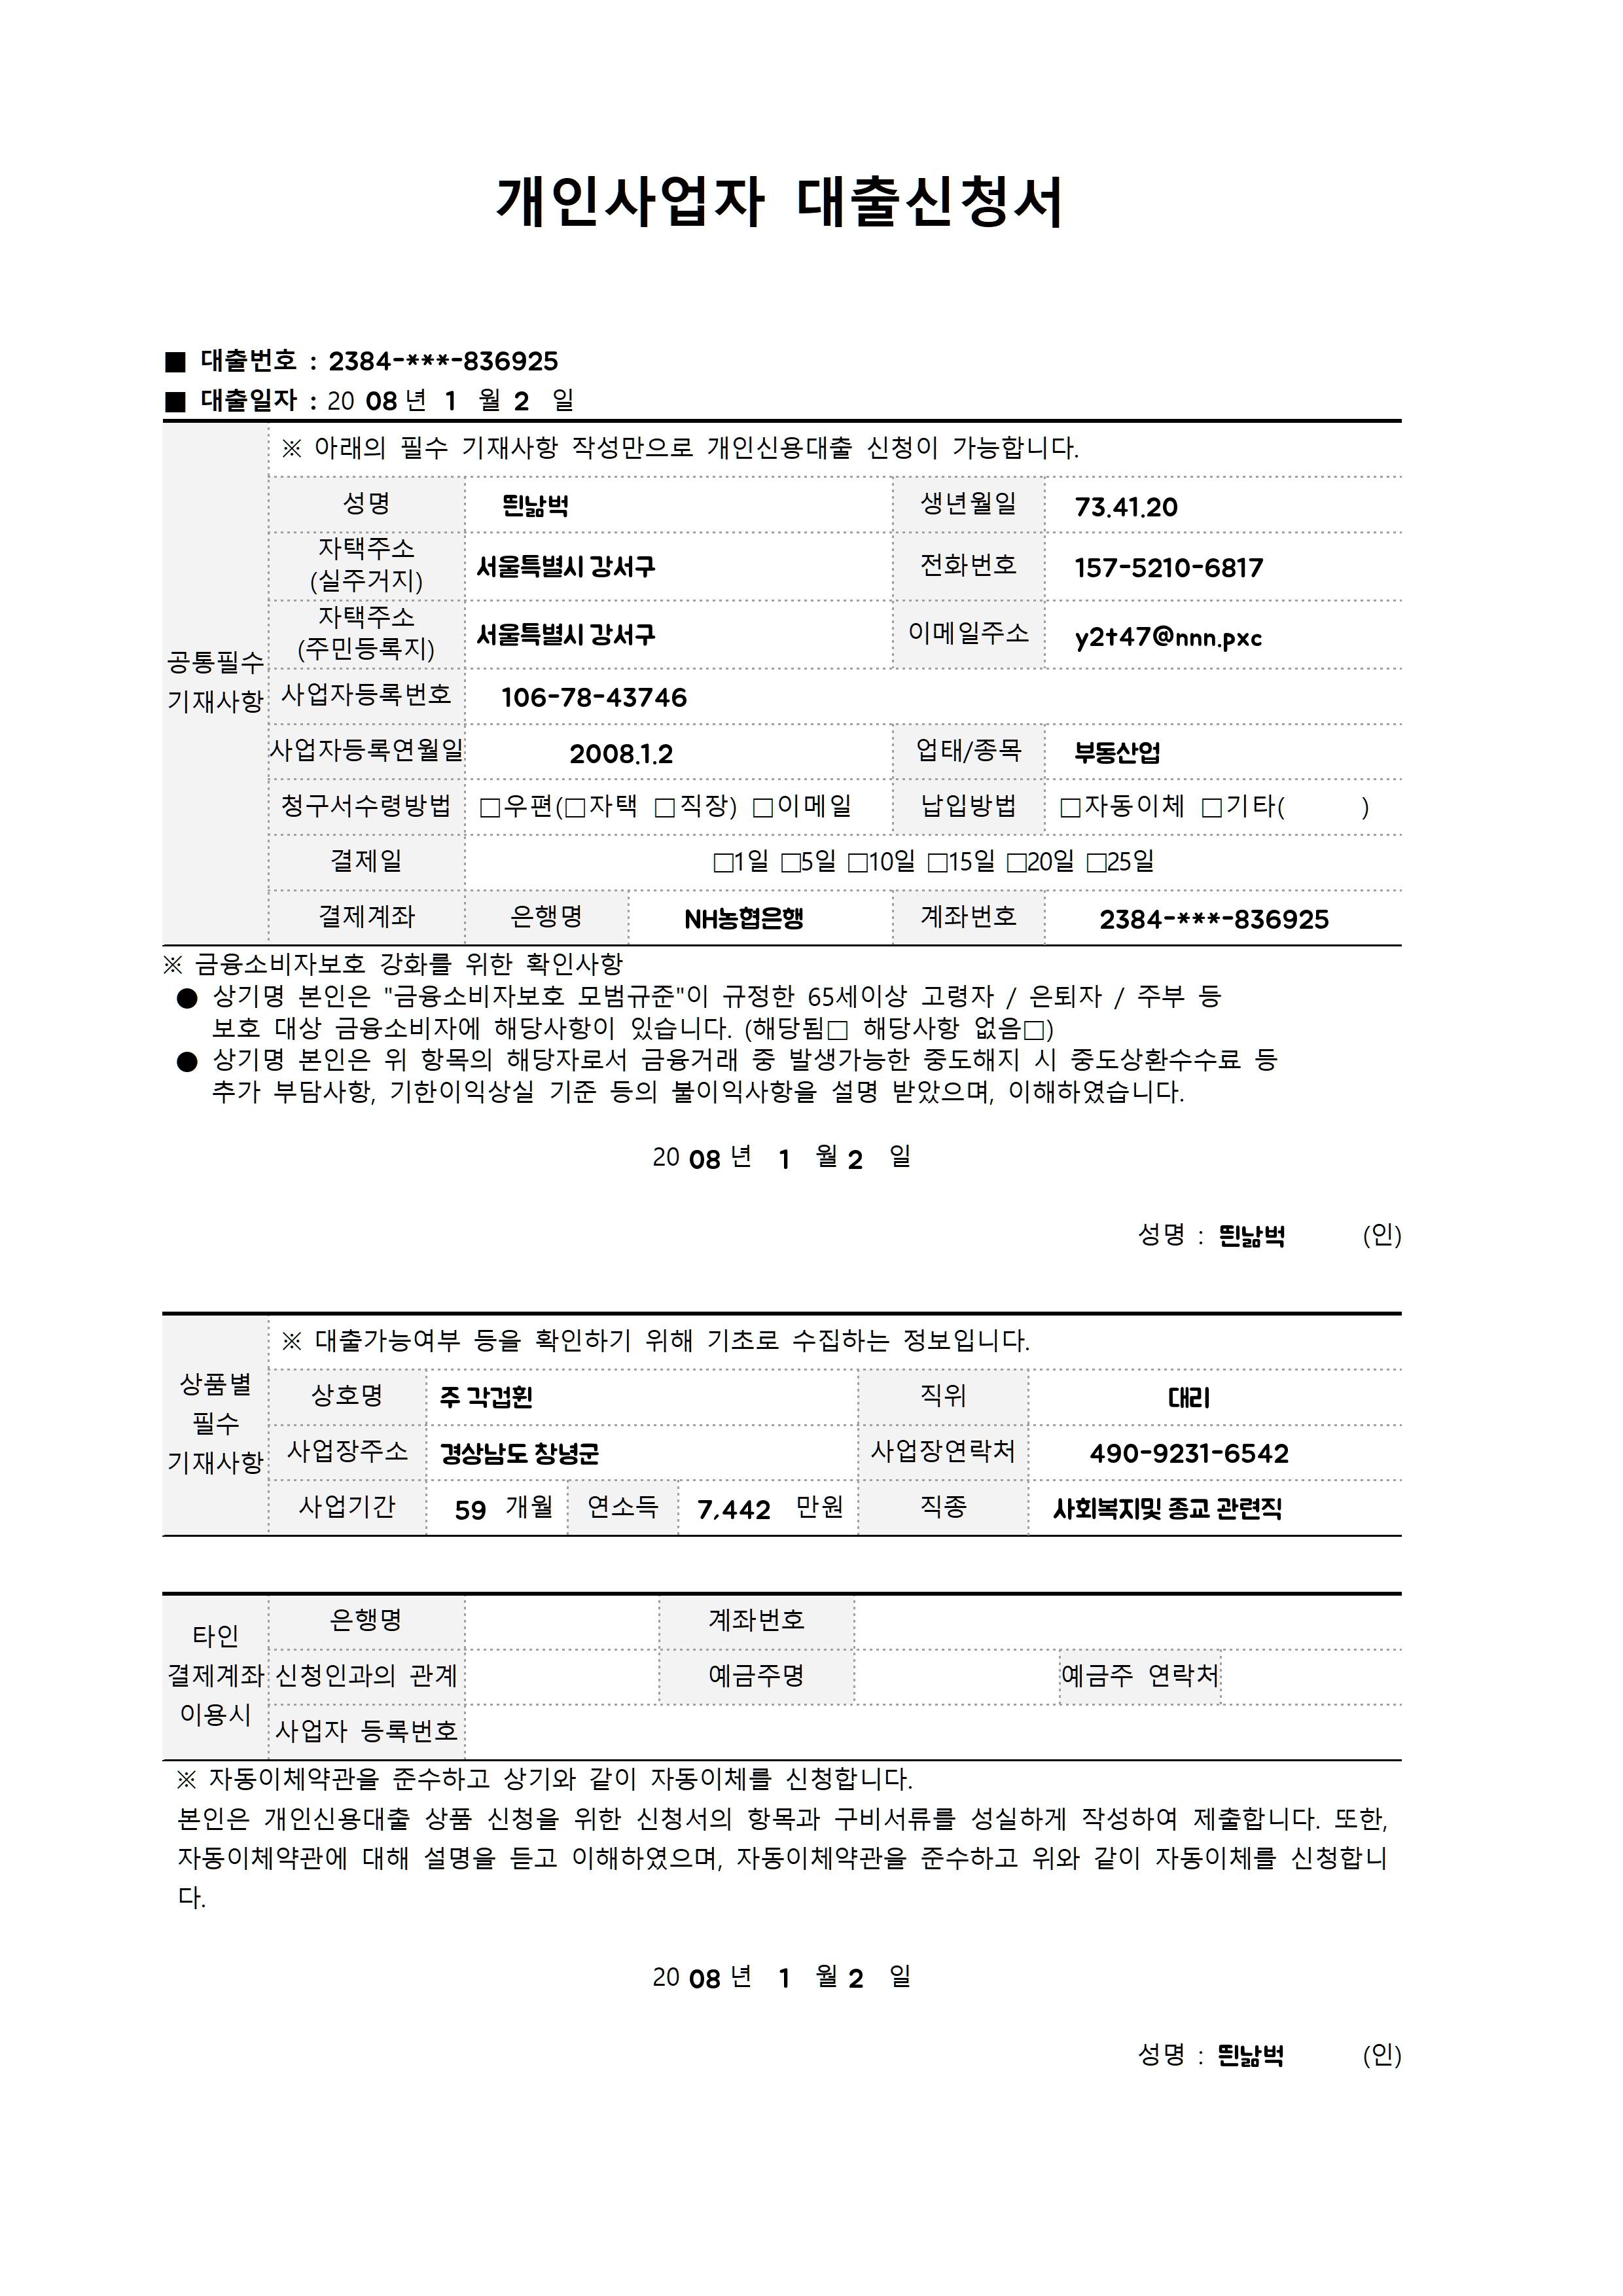 개인사업자 대출신청서
■ 대출번호 : 2384-***-836925
■ 대출일자 : 20 08 년 1 월 2 일
※ 아래의 필수 기재사항 작성만으로 개인신용대출 신청이 가능합니다.
공통필수
기재사항
성명 띈낢벅 생년월일 73.41.20
자택주소
(실주거지) 서울특별시 강서구 전화번호 157-5210-6817
자택주소
(주민등록지) 서울특별시 강서구 이메일주소 y2t47@nnn.pxc
사업자등록번호 106-78-43746
사업자등록연월일 2008.1.2 업태/종목 부동산업
청구서수령방법 □우편(□자택 □직장) □이메일 납입방법 □자동이체 □기타( )
결제일 □1일 □5일 □10일 □15일 □20일 □25일
결제계좌 은행명 NH농협은행 계좌번호 2384-***-836925
※ 금융소비자보호 강화를 위한 확인사항
● 상기명 본인은 "금융소비자보호 모범규준"이 규정한 65세이상 고령자 / 은퇴자 / 주부 등
보호 대상 금융소비자에 해당사항이 있습니다. (해당됨□ 해당사항 없음□)
● 상기명 본인은 위 항목의 해당자로서 금융거래 중 발생가능한 중도해지 시 중도상환수수료 등
추가 부담사항, 기한이익상실 기준 등의 불이익사항을 설명 받았으며, 이해하였습니다.
20 08 년 1 월 2 일
성명 : 띈낢벅 (인)
※ 대출가능여부 등을 확인하기 위해 기초로 수집하는 정보입니다.
상품별
필수
기재사항
상호명 주 각겁휜 직위 대리
사업장주소 경상남도 창녕군 사업장연락처 490-9231-6542
사업기간 59 개월 연소득 7,442 만원 직종 사회복지및 종교 관련직
타인
결제계좌
이용시
은행명 계좌번호
신청인과의 관계 예금주명 예금주 연락처
사업자 등록번호
※ 자동이체약관을 준수하고 상기와 같이 자동이체를 신청합니다.
본인은 개인신용대출 상품 신청을 위한 신청서의 항목과 구비서류를 성실하게 작성하여 제출합니다. 또한,
자동이체약관에 대해 설명을 듣고 이해하였으며, 자동이체약관을 준수하고 위와 같이 자동이체를 신청합니
다.
20 08 년 1 월 2 일
성명 : 띈낢벅 (인)